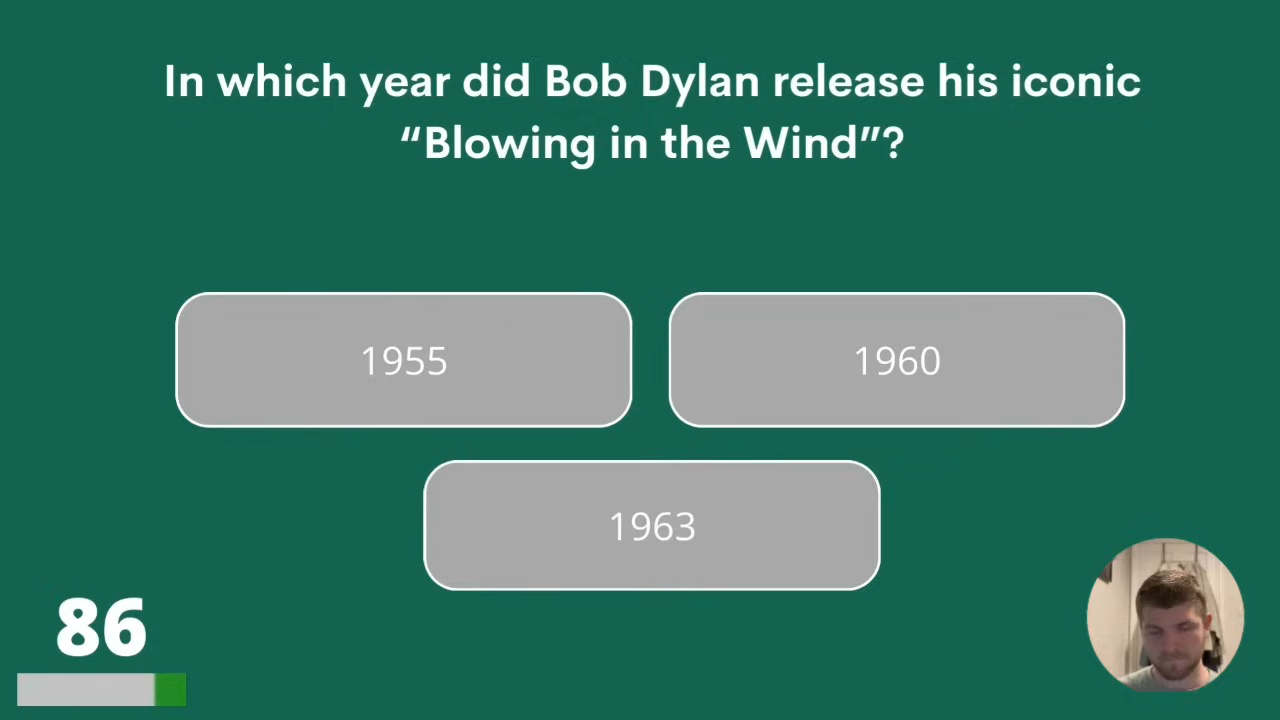 In which year did Bob Dylan release his iconic
“Blowing in the Wind”?
1955
1960
1963
86